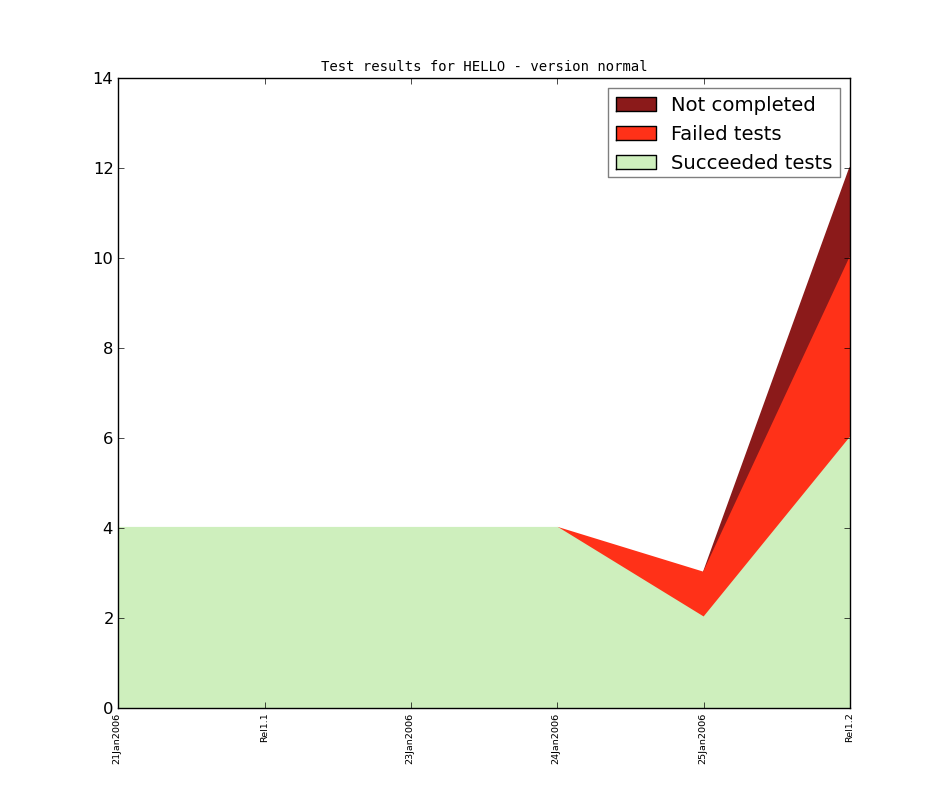 Test results for HELLO - version normal
14
12
10
8
6
4
2
0
Not completed
Failed tests
Succeeded tests
21Jan2006
Rel1.1
23Jan2006
24Jan2006
25Jan2006
Rel1.2